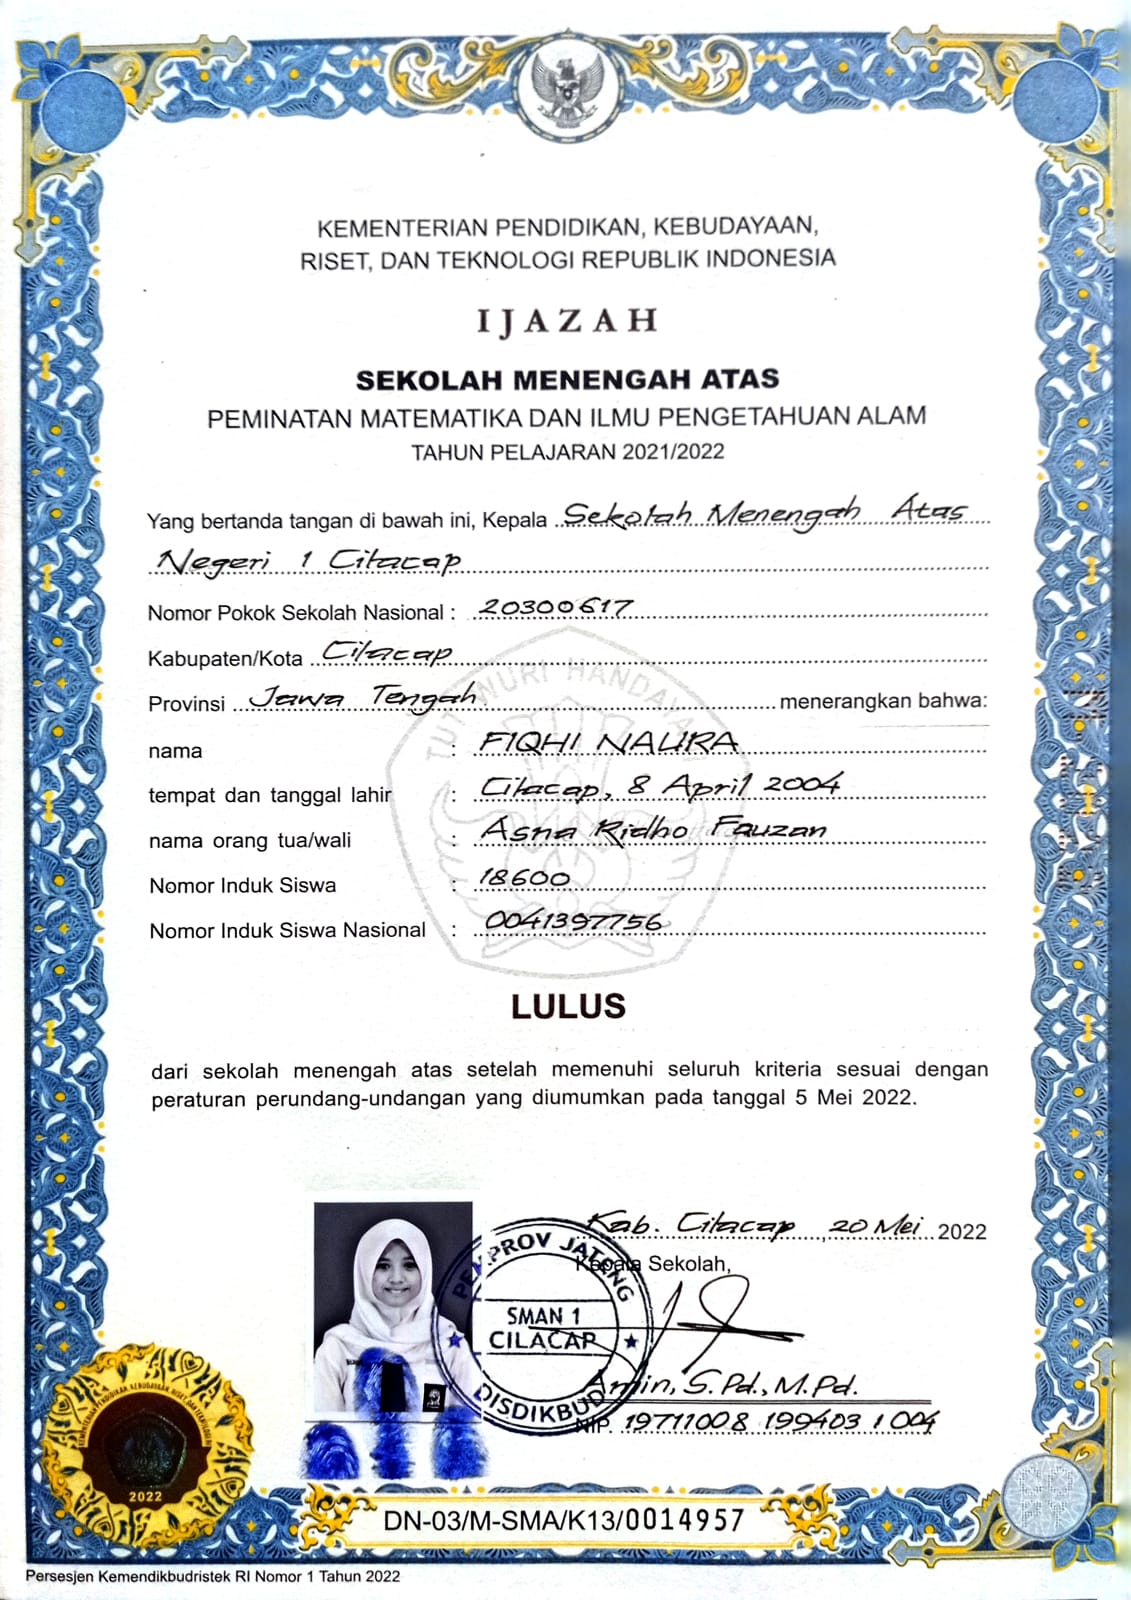 KEMENTERIAN PENDIDIKAN, KEBUDAYAAN,
RISET, DAN TEKNOLOGI REPUBLIK INDONESIA
IJAZAH
SEKOLAH MENENGAH ATAS
PEMINATAN MATEMATIKA DAN ILMU PENGETAHUAN ALAM
TAHUN PELAJARAN 2021/2022
Yang bertanda tangan di bawah ini, Kepala Sekolah Menengah Atas
Negeri 1 Cilacap
Nomor Pokok Sekolah Nasional : 20300617
Kabupaten/Kota Cilacap
Provinsi Jawa Tengah menerangkan bahwa:
nama : FIQHI NAURA
tempat dan tanggal lahir : Cilacap, 8 April 2004
nama orang tua/wali : Asna Ridho Fauzan
Nomor Induk Siswa : 18600
Nomor Induk Siswa Nasional : 0041397756
TUT WURI HANDAYANI
LULUS
dari sekolah menengah atas setelah memenuhi seluruh kriteria sesuai dengan
peraturan perundang-undangan yang diumumkan pada tanggal 5 Mei 2022.
Kab. Cilacap, 20 Mei 2022
Kepala Sekolah,
PEMPROV JATENG
SMAN 1
CILACAP
DISDIKBUD
Amin, S.Pd., M.Pd.
NIP. 19711008 199403 1 004
KEMENTERIAN PENDIDIKAN, KEBUDAYAAN, RISET, DAN TEKNOLOGI
2022
DN-03/M-SMA/K13/0014957
Persesjen Kemendikbudristek RI Nomor 1 Tahun 2022